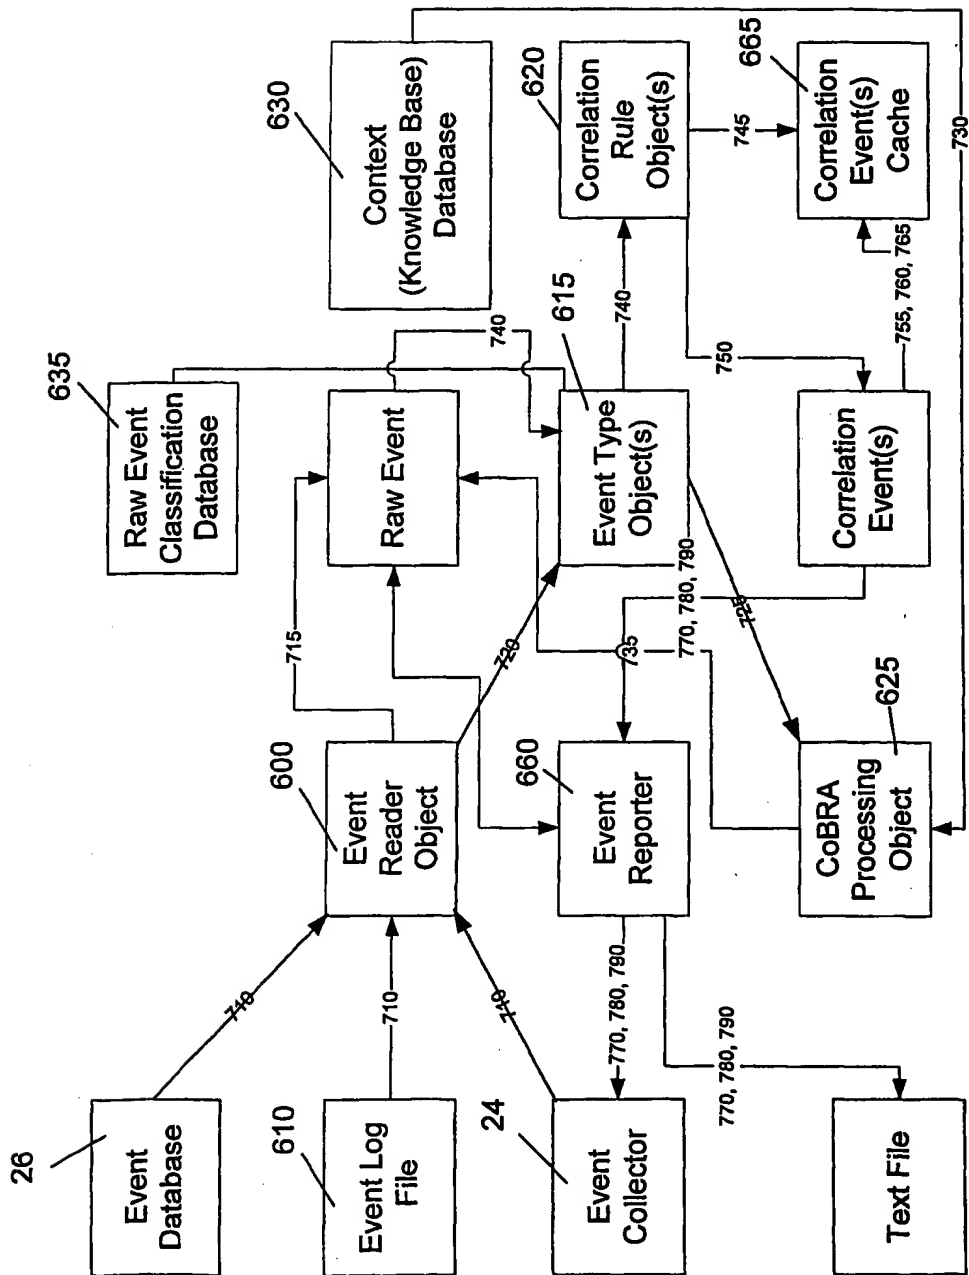 Text File
24
Event
Collector
610
Event Log
File
26
Event
Database
770, 780, 790
770, 780, 790
710
710
710
625
CoBRA
Processing
Object
660
Event
Reporter
600
Event
Reader
Object
725
770, 780, 790
735
720
715
Correlation
Event(s)
615
Event Type
Object(s)
Raw Event
635
Raw Event
Classification
Database
750
740
740
755, 760, 765
665
Correlation
Event(s)
Cache
745
620
Correlation
Rule
Object(s)
630
Context
(Knowledge Base)
Database
730